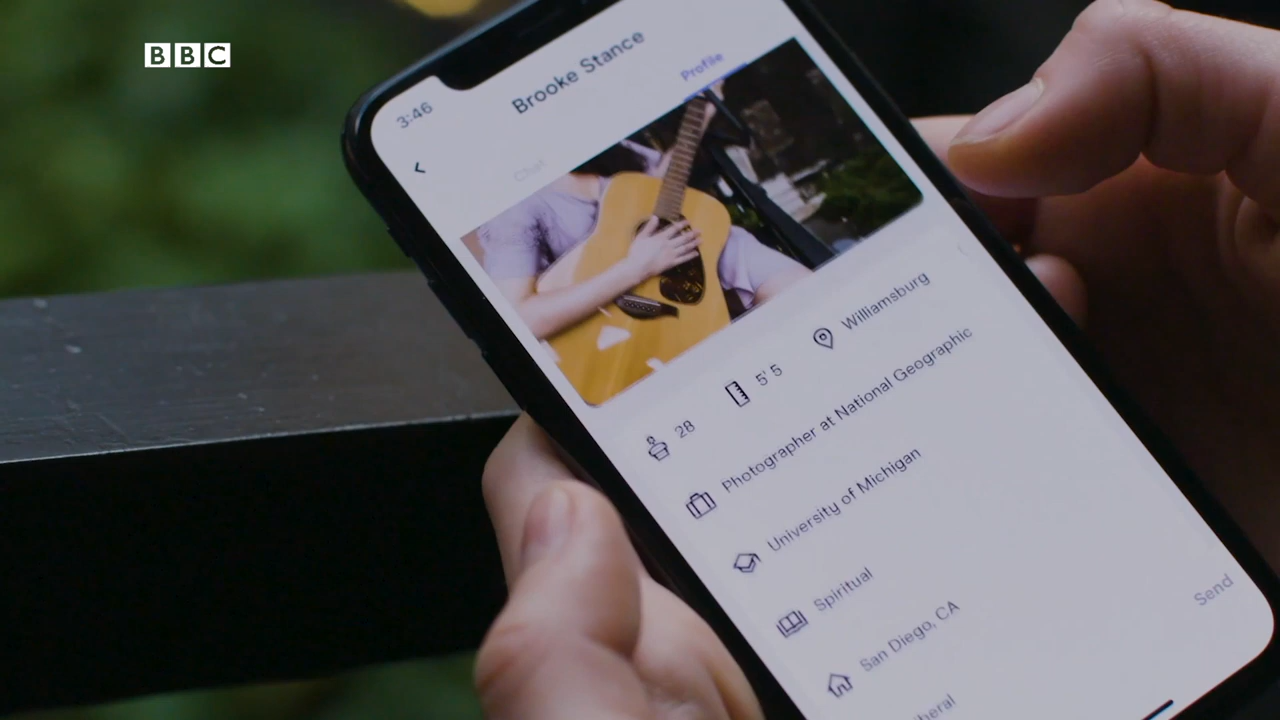 BBC
3:46
Brooke Stance
Chat
Profile
28
5' 5
Williamsburg
Photographer at National Geographic
University of Michigan
Spiritual
San Diego, CA
Send